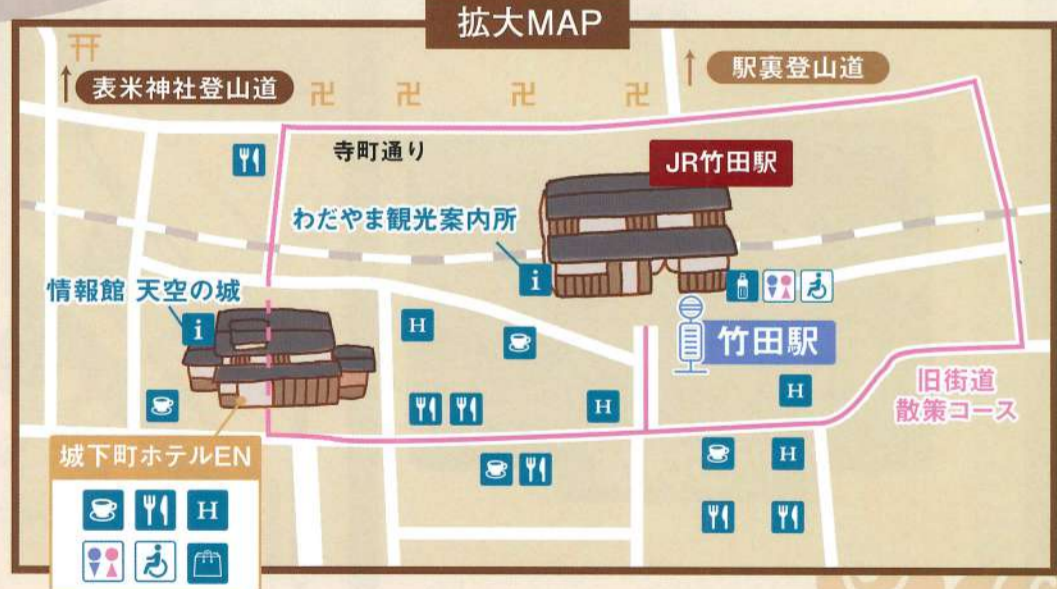 拡大MAP
表米神社登山道
駅裏登山道
寺町通り
JR竹田駅
わだやま観光案内所
i
情報館 天空の城
i
竹田駅
H
H
H
旧街道
散策コース
城下町ホテルEN
H
H